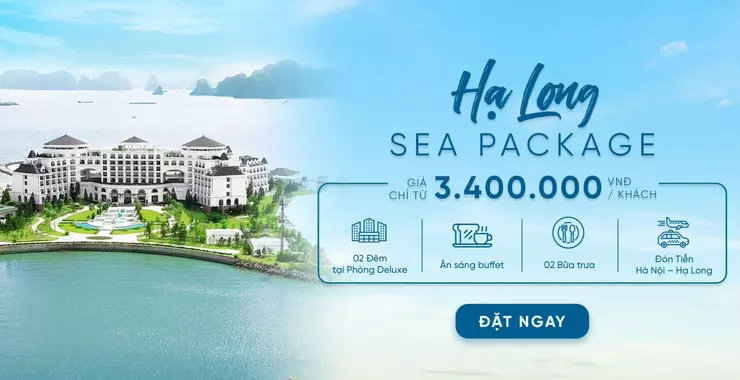 Hạ Long
SEA PACKAGE
GIÁ
CHỈ TỪ
3.400.000
VNĐ
/ KHÁCH
02 Đêm
tại Phòng Deluxe
Ăn sáng buffet
02 Bữa trưa
Đón Tiễn
Hà Nội – Hạ Long
ĐẶT NGAY